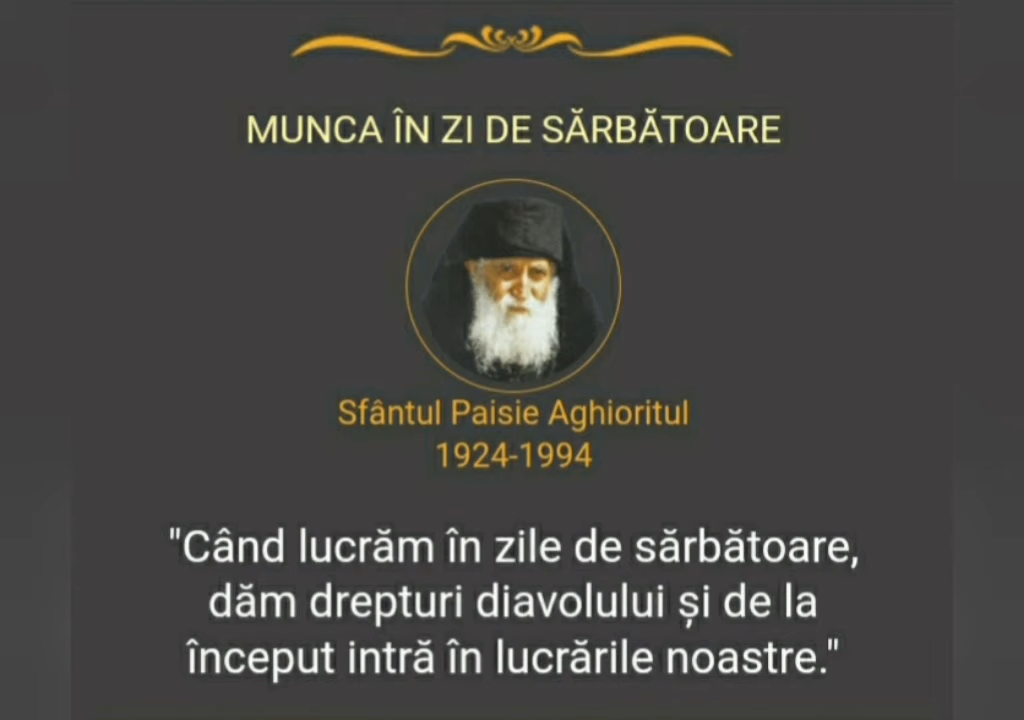 MUNCA ÎN ZI DE SĂRBĂTOARE
Sfântul Paisie Aghioritul
1924-1994
"Când lucrăm în zile de sărbătoare,
dăm drepturi diavolului și de la
început intră în lucrările noastre."